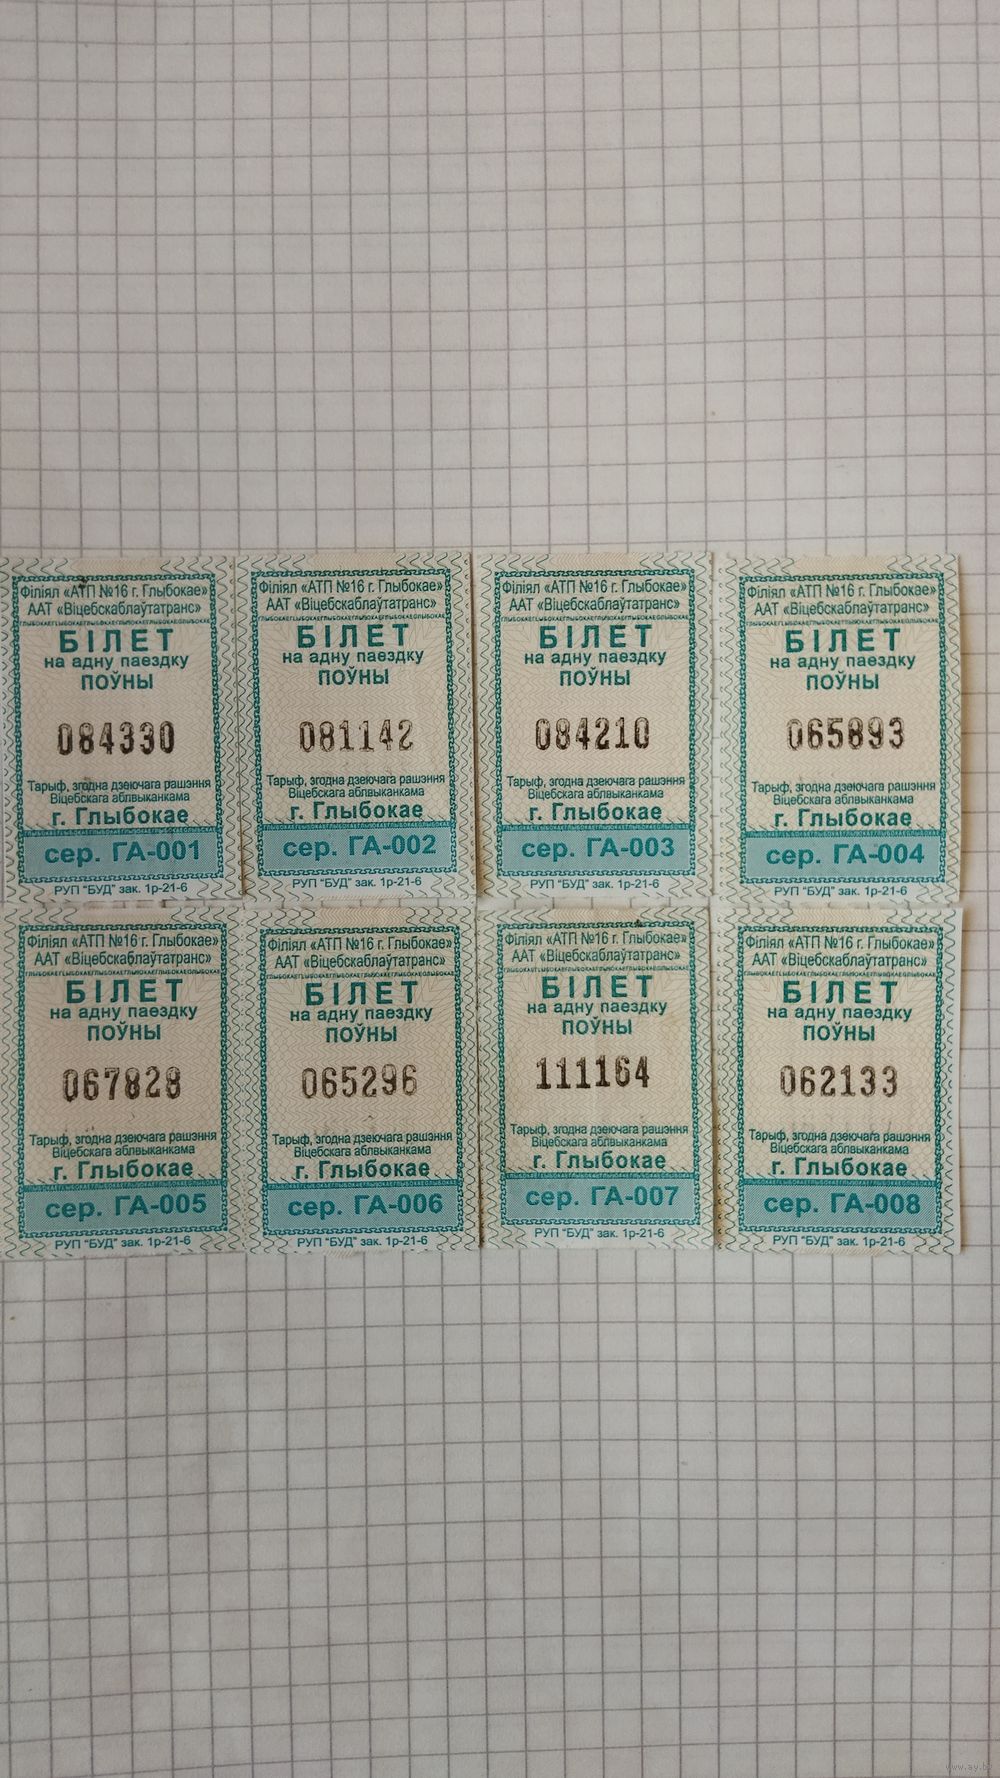 Філіял «АТП №16 г. Глыбокае»
ААТ «Віцебскаблаўтатранс»
БІЛЕТ
на адну паездку
ПОЎНЫ
084330
Тарыф, згодна дзеючага рашэння
Віцебскага аблвыканкама
г. Глыбокае
сер. ГА-001
РУП "БУД" зак. 1р-21-6
Філіял «АТП №16 г. Глыбокае»
ААТ «Віцебскаблаўтатранс»
БІЛЕТ
на адну паездку
ПОЎНЫ
081142
Тарыф, згодна дзеючага рашэння
Віцебскага аблвыканкама
г. Глыбокае
сер. ГА-002
РУП "БУД" зак. 1р-21-6
Філіял «АТП №16 г. Глыбокае»
ААТ «Віцебскаблаўтатранс»
БІЛЕТ
на адну паездку
ПОЎНЫ
084210
Тарыф, згодна дзеючага рашэння
Віцебскага аблвыканкама
г. Глыбокае
сер. ГА-003
РУП "БУД" зак. 1р-21-6
Філіял «АТП №16 г. Глыбокае»
ААТ «Віцебскаблаўтатранс»
БІЛЕТ
на адну паездку
ПОЎНЫ
065893
Тарыф, згодна дзеючага рашэння
Віцебскага аблвыканкама
г. Глыбокае
сер. ГА-004
РУП "БУД" зак. 1р-21-6
Філіял «АТП №16 г. Глыбокае»
ААТ «Віцебскаблаўтатранс»
БІЛЕТ
на адну паездку
ПОЎНЫ
067828
Тарыф, згодна дзеючага рашэння
Віцебскага аблвыканкама
г. Глыбокае
сер. ГА-005
РУП "БУД" зак. 1р-21-6
Філіял «АТП №16 г. Глыбокае»
ААТ «Віцебскаблаўтатранс»
БІЛЕТ
на адну паездку
ПОЎНЫ
065296
Тарыф, згодна дзеючага рашэння
Віцебскага аблвыканкама
г. Глыбокае
сер. ГА-006
РУП "БУД" зак. 1р-21-6
Філіял «АТП №16 г. Глыбокае»
ААТ «Віцебскаблаўтатранс»
БІЛЕТ
на адну паездку
ПОЎНЫ
111164
Тарыф, згодна дзеючага рашэння
Віцебскага аблвыканкама
г. Глыбокае
сер. ГА-007
РУП "БУД" зак. 1р-21-6
Філіял «АТП №16 г. Глыбокае»
ААТ «Віцебскаблаўтатранс»
БІЛЕТ
на адну паездку
ПОЎНЫ
062133
Тарыф, згодна дзеючага рашэння
Віцебскага аблвыканкама
г. Глыбокае
сер. ГА-008
РУП "БУД" зак. 1р-21-6